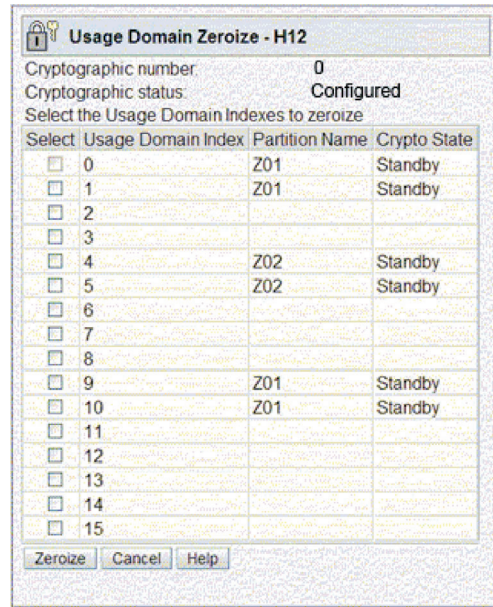 Usage Domain Zeroize - H12
Cryptographic number: 0
Cryptographic status: Configured
Select the Usage Domain Indexes to zeroize
Select Usage Domain Index Partition Name Crypto State
0 Z01 Standby
1 Z01 Standby
2
3
4 Z02 Standby
5 Z02 Standby
6
7
8
9 Z01 Standby
10 Z01 Standby
11
12
13
14
15
Zeroize Cancel Help